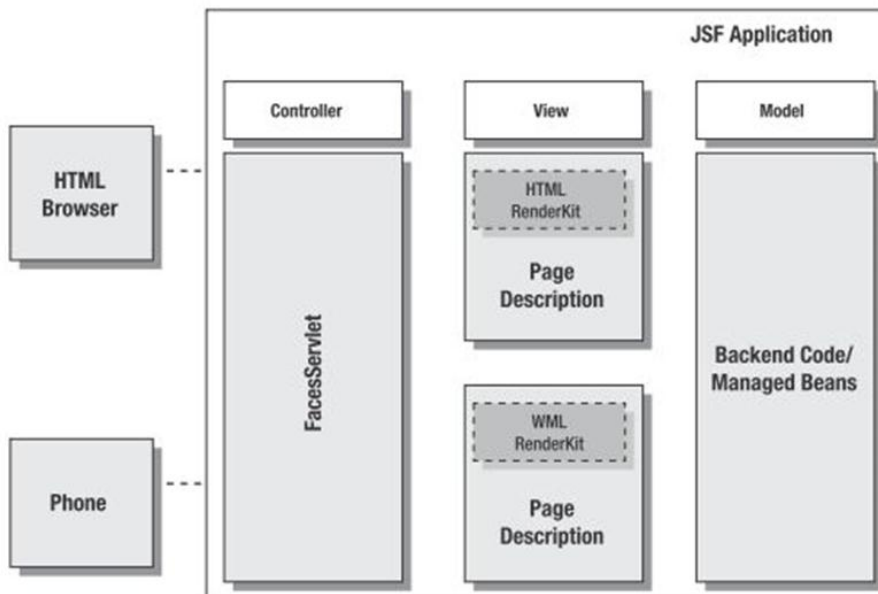 JSF Application
Controller
View
Model
HTML
Browser
HTML
RenderKit
Page
Description
FacesServlet
Backend Code/
Managed Beans
WML
RenderKit
Phone
Page
Description